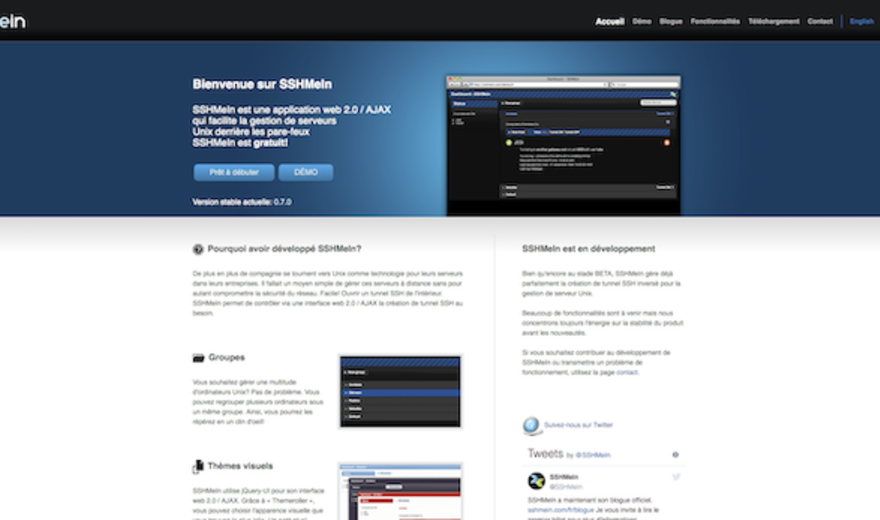 ein
Accueil Démo Blogue Fonctionnalités Téléchargement Contact English
Bienvenue sur SSHMeIn
SSHMeIn est une application web 2.0 / AJAX
qui facilite la gestion de serveurs
Unix derrière les pare-feux
SSHMeIn est gratuit!
Prêt à débuter
DÉMO
Version stable actuelle: 0.7.0
Pourquoi avoir développé SSHMeIn?
De plus en plus de compagnie se tournent vers Unix comme technologie pour leurs serveurs
dans leurs entreprises. Il fallait un moyen simple de gérer ces serveurs à distance sans pour
autant compromettre la sécurité du réseau. Facile! Ouvrir un tunnel SSH de l'intérieur.
SSHMeIn permet de contrôler via une interface web 2.0 / AJAX la création de tunnel SSH au
besoin.
Groupes
Vous souhaitez gérer une multitude
d'ordinateurs Unix? Pas de problème. Vous
pouvez regrouper plusieurs ordinateurs sous
un même groupe. Ainsi, vous pourrez les
répérez en un clin d'oeil!
Thèmes visuels
SSHMeIn utilise jQuery-UI pour son interface
web 2.0 / AJAX. Grâce à « Themeroller »,
vous pouvez choisir l'apparence visuelle que
SSHMeIn est en développement
Bien qu'encore au stade BETA, SSHMeIn gère déjà
parfaitement la création de tunnel SSH inversé pour la
gestion de serveur Unix.
Beaucoup de fonctionnalités sont à venir mais nous
concentrons toujours l'énergie sur la stabilité du produit
avant les nouveautés.
Si vous souhaitez contribuer au développement de
SSHMeIn ou transmettre un problème de
fonctionnement, utilisez la page contact.
Suivez-nous sur Twitter
Tweets by @SSHMeIn
SSHMeIn
@SSHMeIn
SSHMeIn a maintenant son blogue officiel.
sshmein.com/fr/blogue Je vous invite à lire le